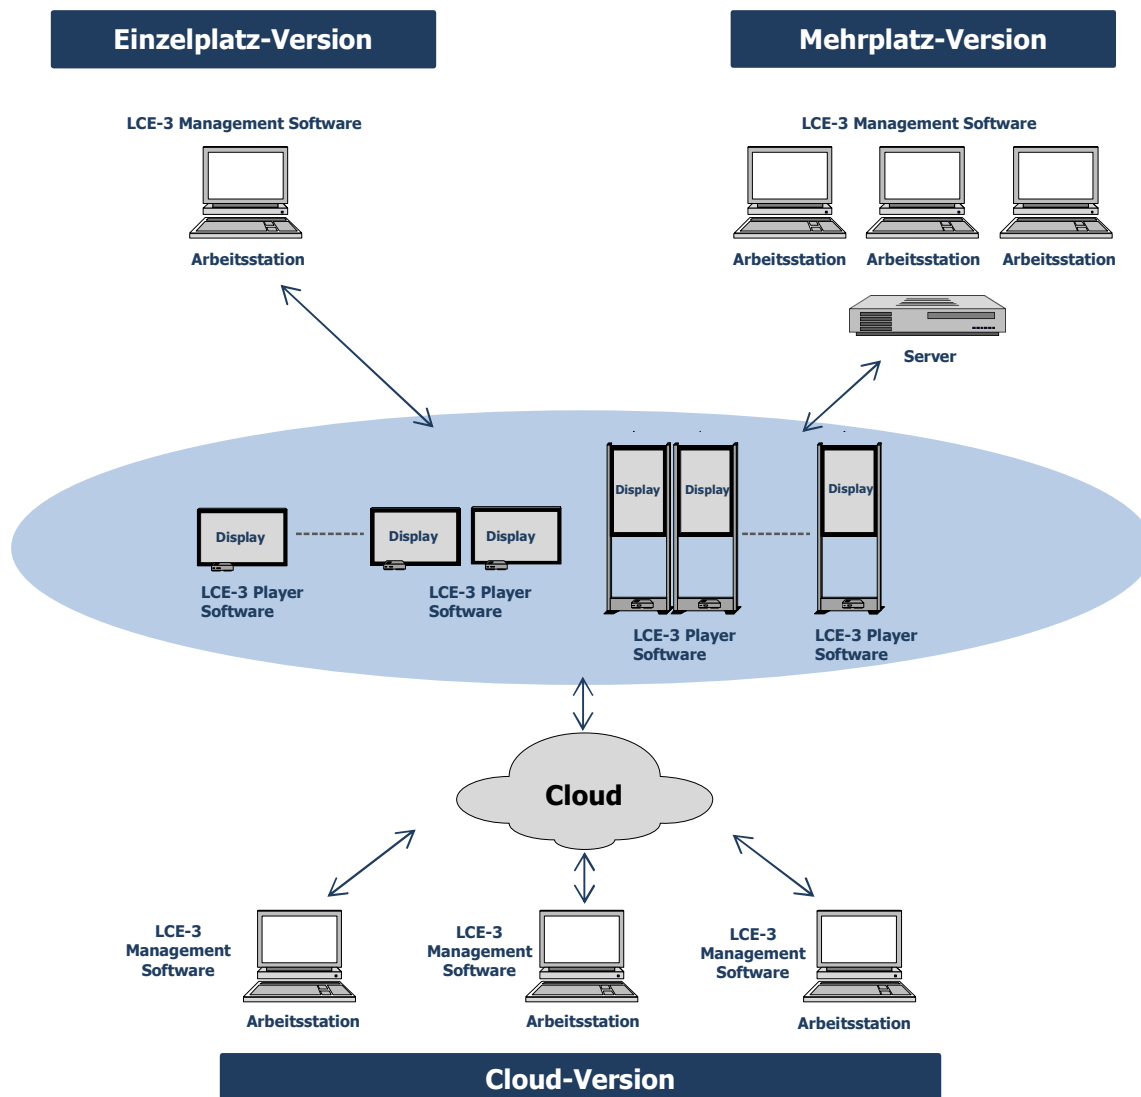 Einzelplatz-Version
Mehrplatz-Version
LCE-3 Management Software
LCE-3 Management Software
Arbeitsstation
Arbeitsstation
Arbeitsstation
Arbeitsstation
Server
Display
Display
Display
Display
Display
Display
LCE-3 Player
Software
LCE-3 Player
Software
LCE-3 Player
Software
LCE-3 Player
Software
Cloud
LCE-3
Management
Software
LCE-3
Management
Software
LCE-3
Management
Software
Arbeitsstation
Arbeitsstation
Arbeitsstation
Cloud-Version